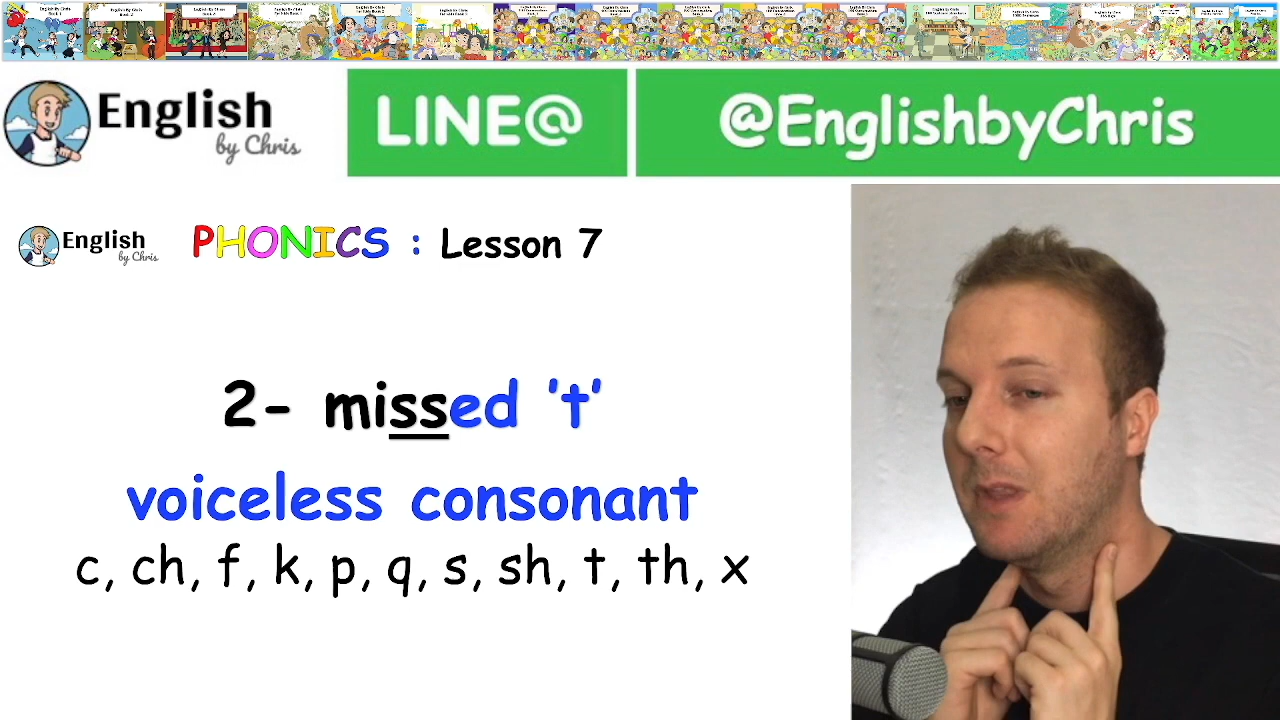 English
by Chris
LINE@
@EnglishbyChris
English
by Chris
PHONICS : Lesson 7
2- missed 't'
voiceless consonant
c, ch, f, k, p, q, s, sh, t, th, x